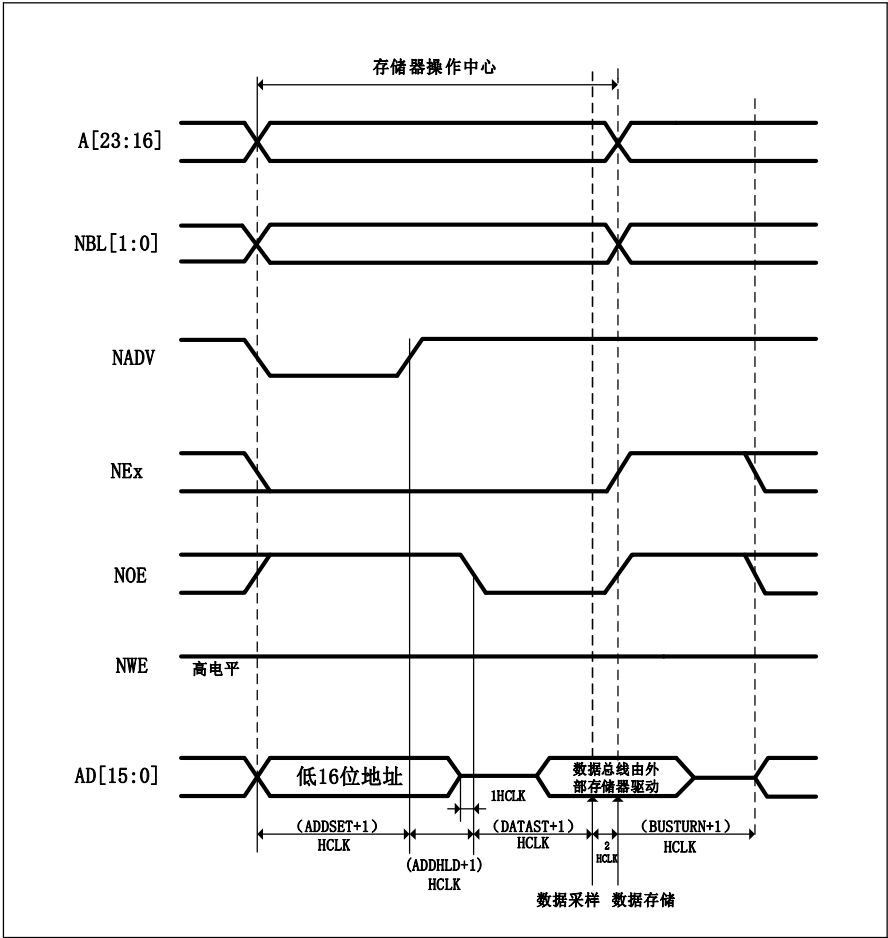 存储器操作中心
A[23:16]
NBL[1:0]
NADV
NEx
NOE
NWE
高电平
AD[15:0]
低16位地址
数据总线由外
部存储器驱动
1HCLK
(ADDSET+1)
HCLK
(ADDHLD+1)
HCLK
(DATAST+1)
HCLK
2
HCLK
(BUSTURN+1)
HCLK
数据采样
数据存储